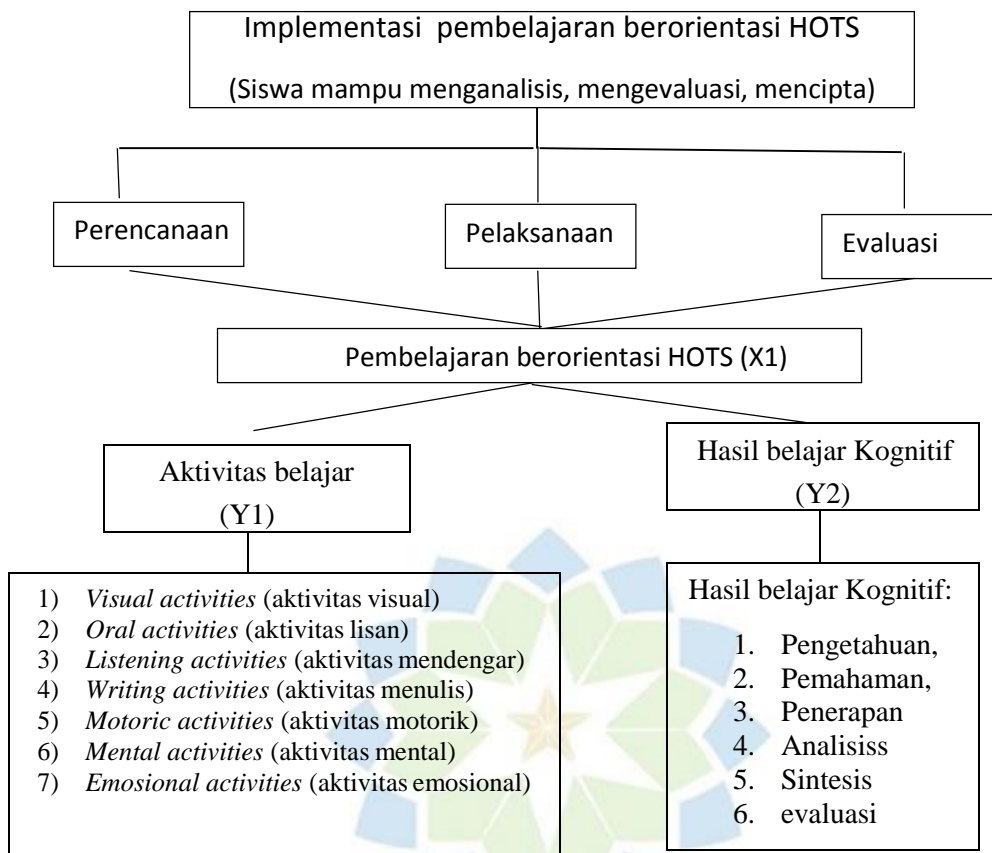 Implementasi pembelajaran berorientasi HOTS
(Siswa mampu menganalisis, mengevaluasi, mencipta)
Perencanaan
Pelaksanaan
Evaluasi
Pembelajaran berorientasi HOTS (X1)
Aktivitas belajar
(Y1)
Hasil belajar Kognitif
(Y2)
1) Visual activities (aktivitas visual)
2) Oral activities (aktivitas lisan)
3) Listening activities (aktivitas mendengar)
4) Writing activities (aktivitas menulis)
5) Motoric activities (aktivitas motorik)
6) Mental activities (aktivitas mental)
7) Emosional activities (aktivitas emosional)
Hasil belajar Kognitif:
1. Pengetahuan,
2. Pemahaman,
3. Penerapan
4. Analisiss
5. Sintesis
6. evaluasi